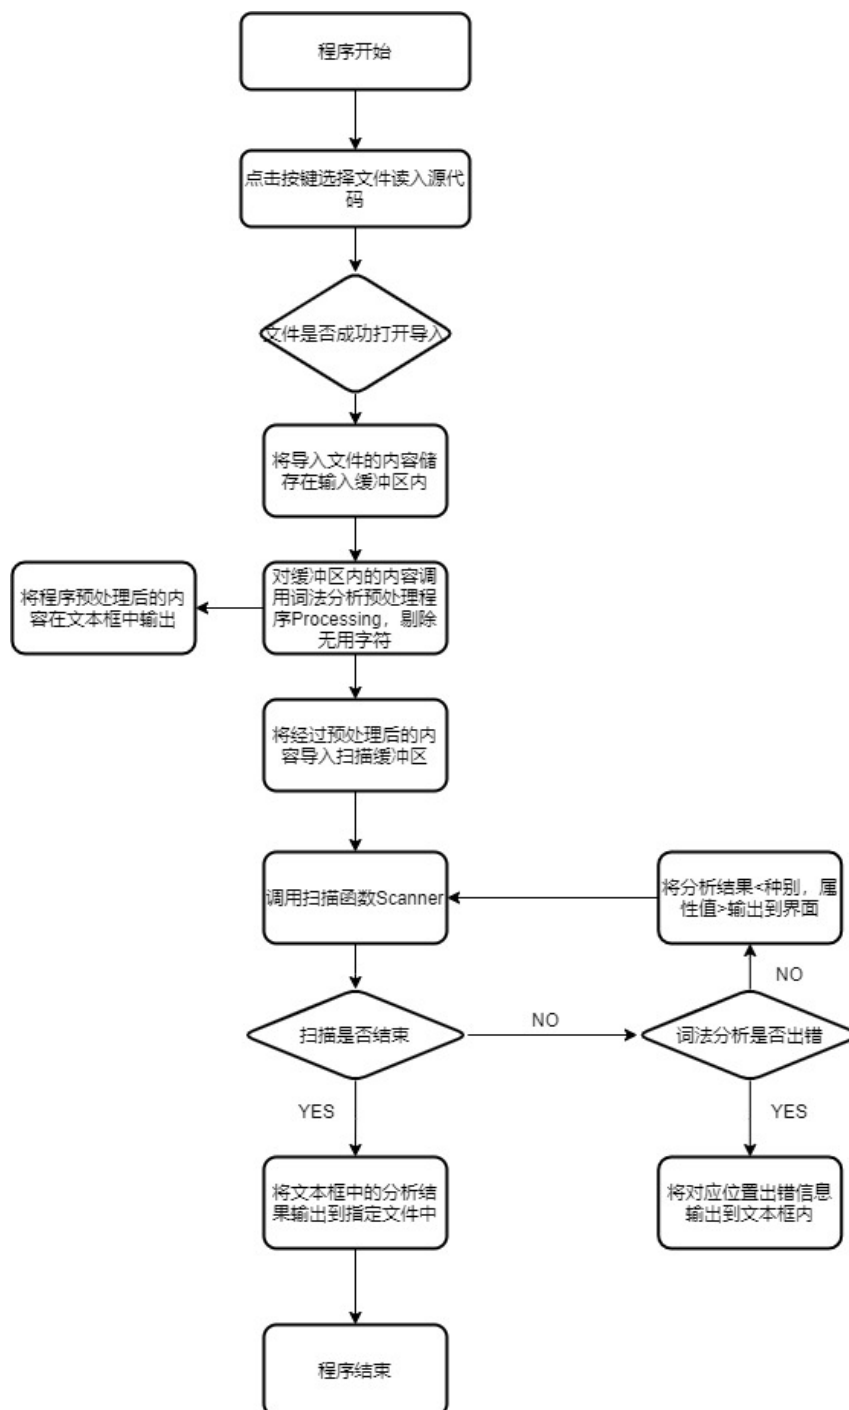 程序开始
点击按键选择文件读入源代
码
文件是否成功打开导入
将导入文件的内容储
存在输入缓冲区内
对缓冲区内的内容调
用词法分析预处理程
序Processing，剔除
无用字符
将程序预处理后的内
容在文本框中输出
将经过预处理后的内
容导入扫描缓冲区
调用扫描函数Scanner
将分析结果<种别，属
性值>输出到界面
NO
扫描是否结束
NO
词法分析是否出错
YES
YES
将文本框中的分析结
果输出到指定文件中
将对应位置出错信息
输出到文本框内
程序结束